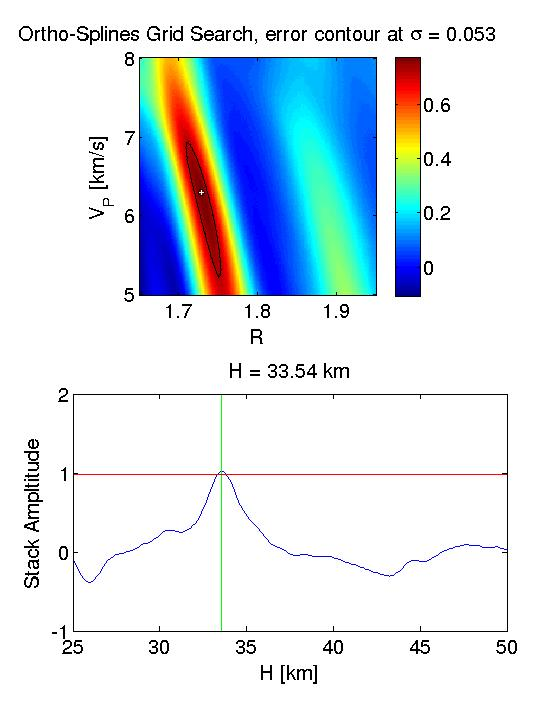 Ortho-Splines Grid Search, error contour at σ = 0.053
8
7
6
5
V_P [km/s]
1.7 1.8 1.9
R
0.6
0.4
0.2
0
H = 33.54 km
2
1
0
-1
Stack Ampltitude
25 30 35 40 45 50
H [km]